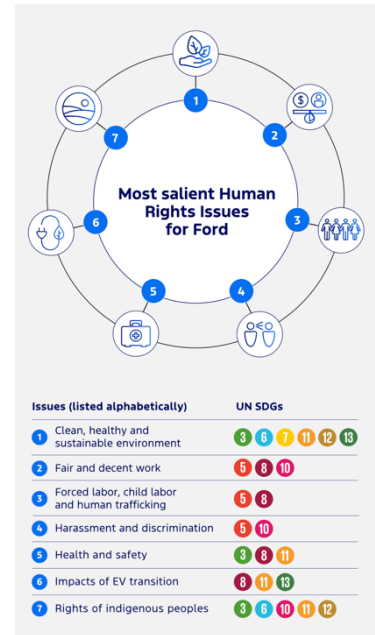 1
2
3
4
5
6
7
$
Most salient Human
Rights Issues
for Ford
Issues (listed alphabetically) UN SDGs
1 Clean, healthy and
sustainable environment 3 6 7 11 12 13
2 Fair and decent work 5 8 10
3 Forced labor, child labor
and human trafficking 5 8
4 Harassment and discrimination 5 10
5 Health and safety 3 8 11
6 Impacts of EV transition 8 11 13
7 Rights of indigenous peoples 3 6 10 11 12